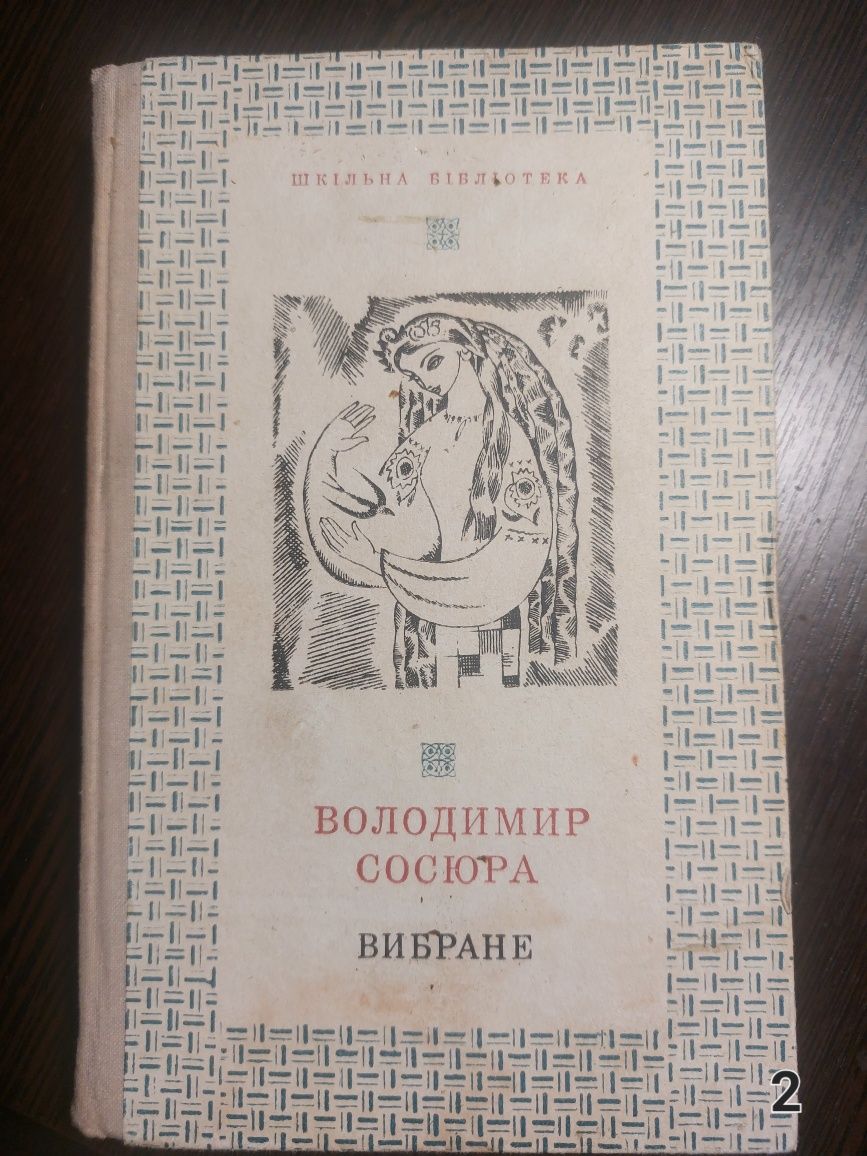 ШКІЛЬНА БІБЛІОТЕКА
ВОЛОДИМИР
СОСЮРА
ВИБРАНЕ
2